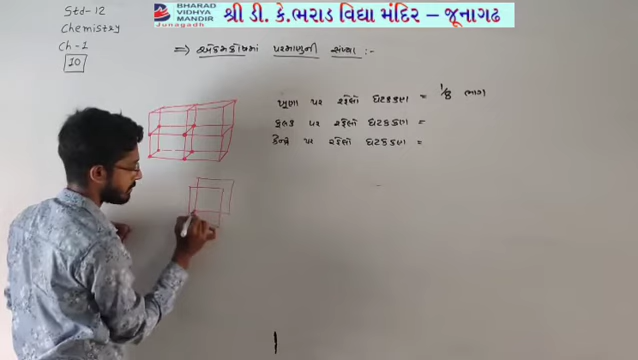 BHARAD VIDHYA MANDIR
Junagadh
શ્રી ડી. કે.ભરાડ વિદ્યા મંદિર – જૂનાગઢ
Std-12
Chemistry
Ch-1
10
⇒ એકમકોષમાં પરમાણુની સંખ્યા :-
ખૂણા પર રહેલો ઘટકકણ = 1/8 ભાગ
ફલક પર રહેલો ઘટકકણ =
કેન્દ્ર પર રહેલો ઘટકકણ =